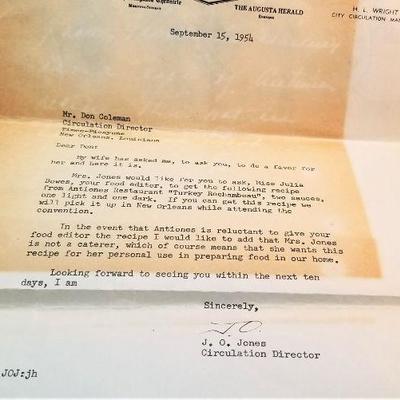 THE AUGUSTA HERALD
EVENING
H. L. WRIGHT
CITY CIRCULATION MAN
September 15, 1954
Mr. Don Coleman
Circulation Director
Times-Picayune
New Orleans, Louisiana
Dear Don:
My wife has asked me, to ask you, to do a favor for
her and here it is.
Mrs. Jones would like for you to ask, Miss Julia
Dowes, your food editor, to get the following recipe
from Antiones Restaurant "Turkey Rochambeau", two sauces,
one light and one dark. If you can get this recipe we
will pick it up in New Orleans while attending the
convention.
In the event that Antiones is reluctant to give your
food editor the recipe I would like to add that Mrs. Jones
is not a caterer, which of course means that she wants this
recipe for her personal use in preparing food in our home.
Looking forward to seeing you within the next ten
days, I am
Sincerely,
J.O.
J. O. Jones
Circulation Director
JOJ:jh